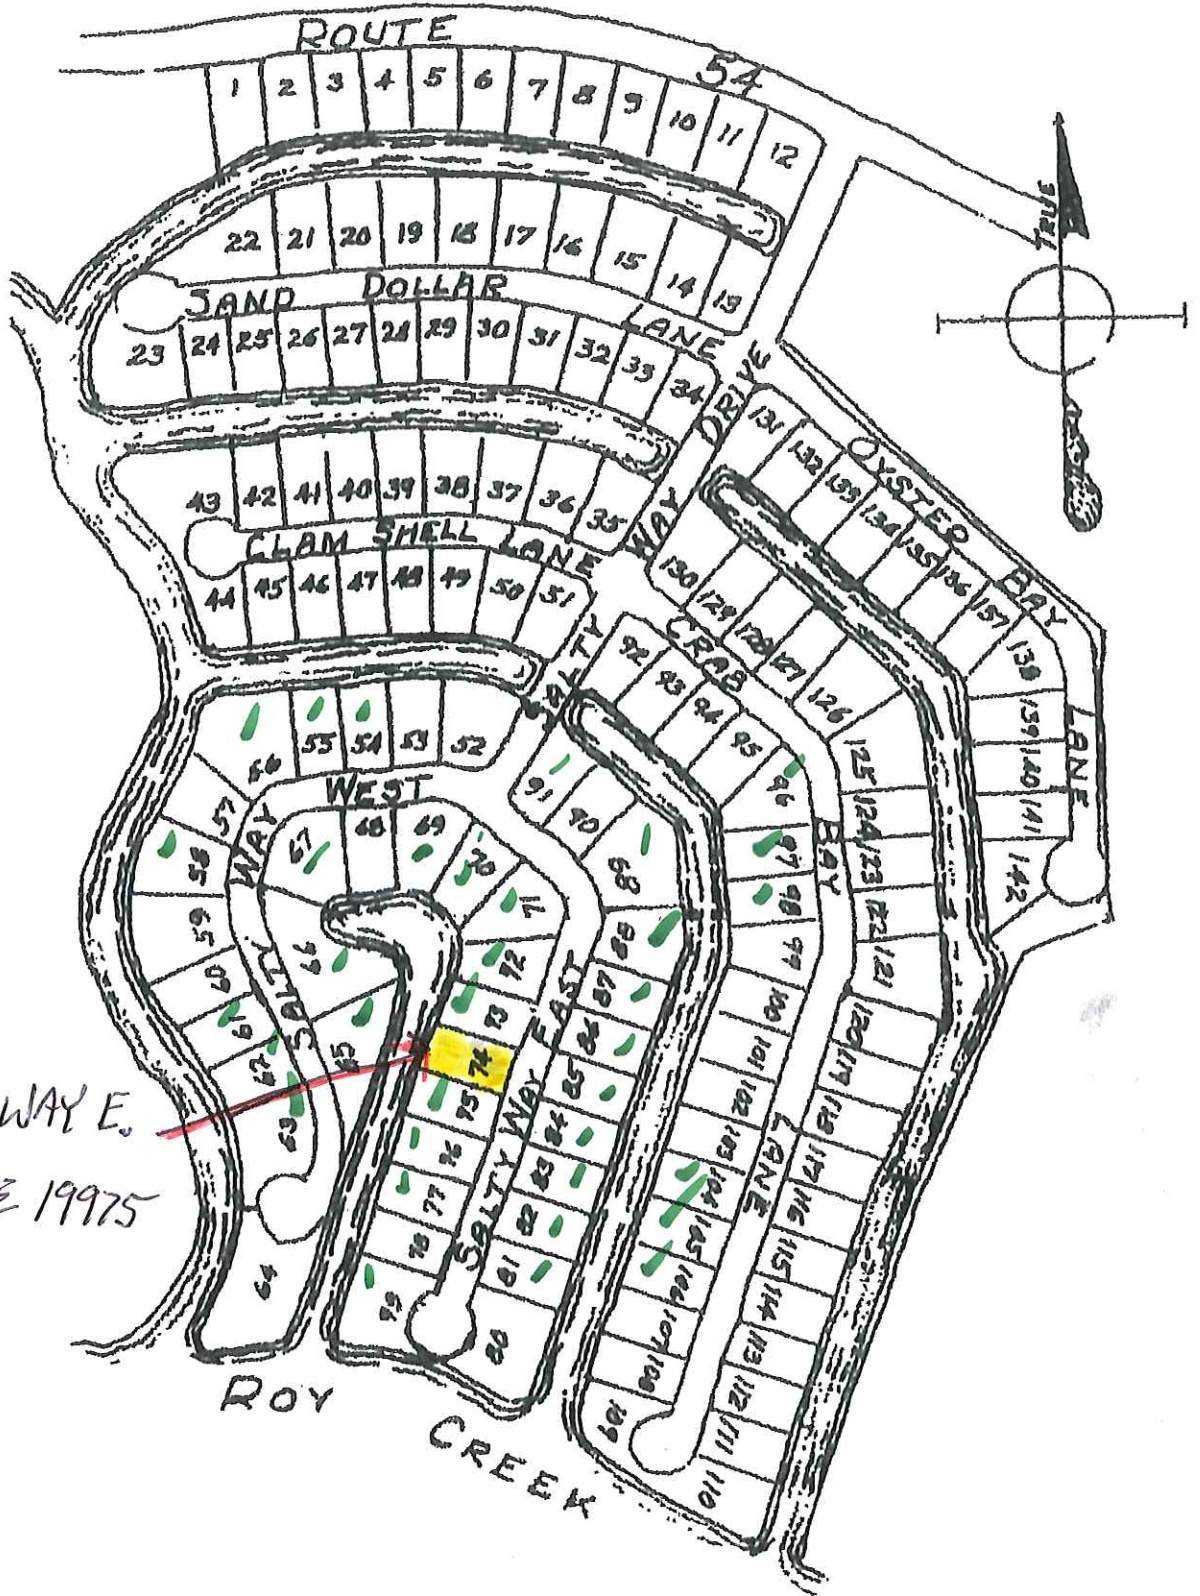 ROUTE 54
1 2 3 4 5 6 7 8 9 10 11 12
TRUE
22 21 20 19 18 17 16 15 14 13
SAND DOLLAR LANE
23 24 25 26 27 28 29 30 31 32 33 34
43 42 41 40 39 38 37 36 35
CLAM SHELL LANE
44 45 46 47 48 49 50 51
SALTY WAY DRIVE
131 132 133 134 135 136 137 138 139 140 141 142
OYSTEO BAY LANE
130 129 128 127 126 125 124 123 122 121 120 119 118 117 116 115 114 113 112 111 110
CRAB BAY LANE
92 93 94 95 96 97 98 99 100 101 102 103 104 105 106 107 108 109
56 55 54 53 52
57 58 59 60 61 62 63 64
SALTY WAY WEST
67 68 69 70 71 72 73 74 75 76 77 78 79
66 65
91 90 89 88 87 86 85 84 83 82 81 80
SALTY WAY EAST
WAY E.
19975
ROY CREEK